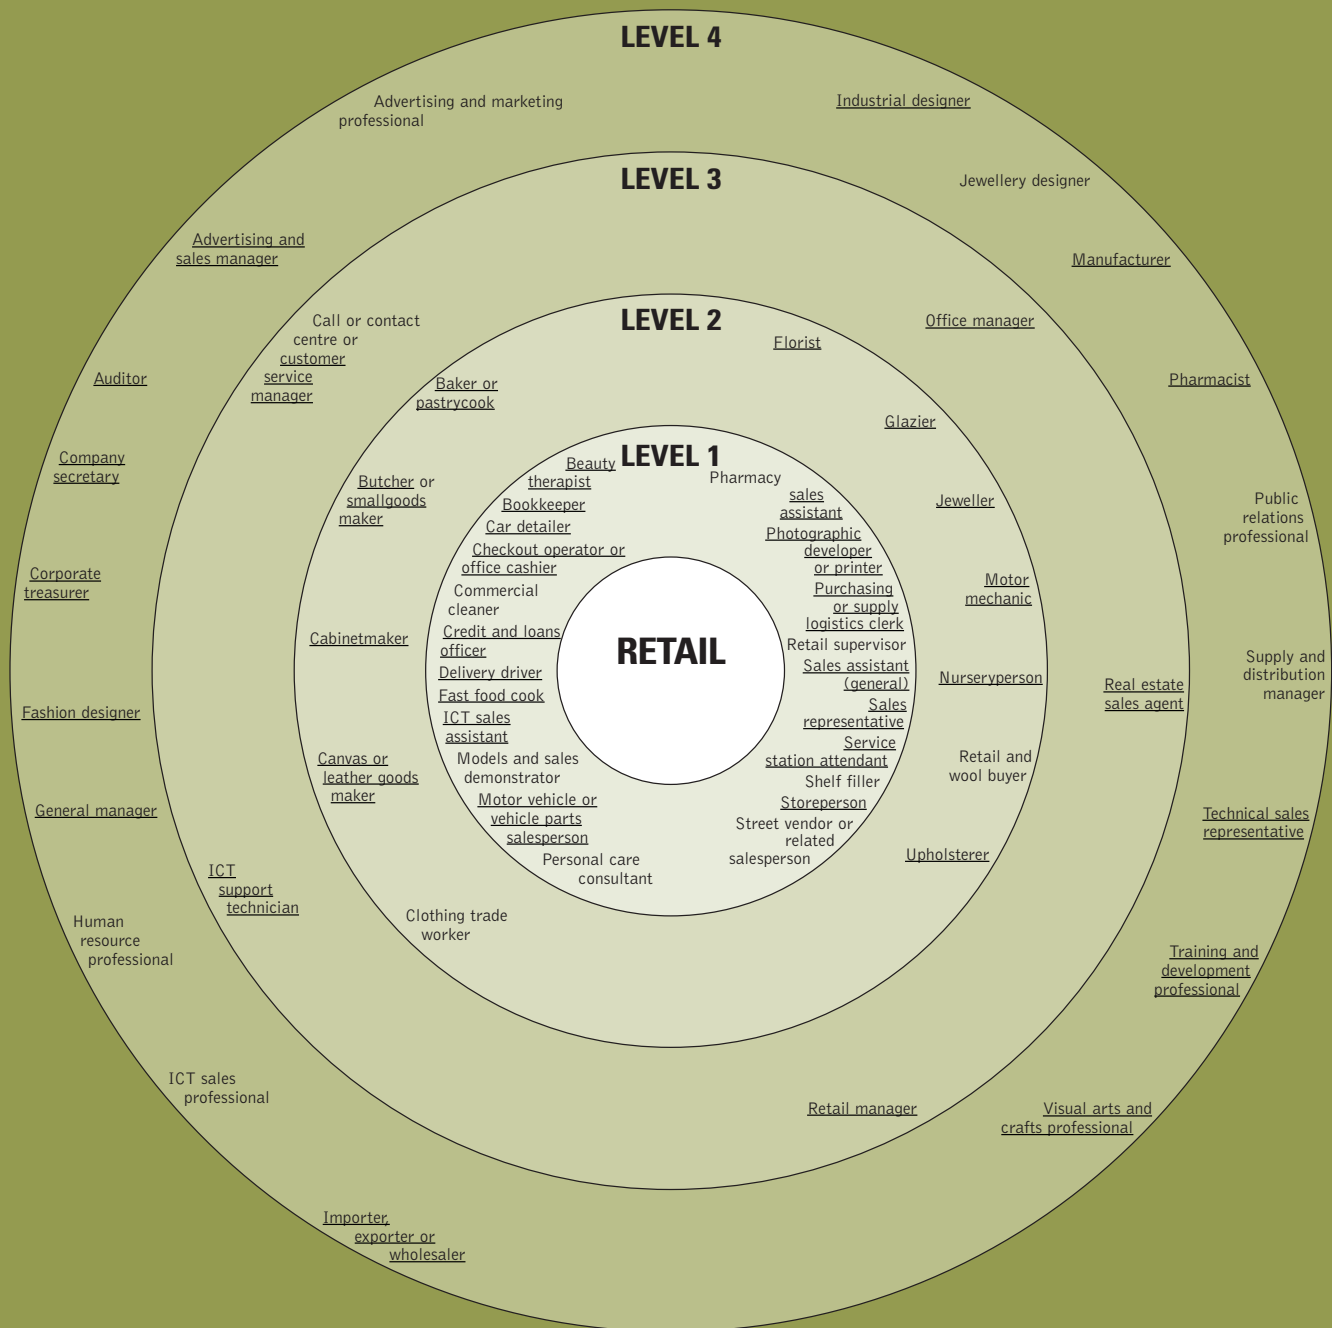 LEVEL 4
Advertising and marketing
professional
Industrial designer
Jewellery designer
Advertising and
sales manager
Manufacturer
Auditor
Pharmacist
Company
secretary
Public
relations
professional
Corporate
treasurer
Supply and
distribution
manager
Fashion designer
General manager
Technical sales
representative
Human
resource
professional
Training and
development
professional
ICT sales
professional
Visual arts and
crafts professional
Importer,
exporter or
wholesaler
LEVEL 3
Call or contact
centre or
customer
service
manager
Office manager
Real estate
sales agent
ICT
support
technician
Retail manager
LEVEL 2
Florist
Baker or
pastrycook
Glazier
Butcher or
smallgoods
maker
Jeweller
Motor
mechanic
Cabinetmaker
Nurseryperson
Canvas or
leather goods
maker
Retail and
wool buyer
Upholsterer
Clothing trade
worker
LEVEL 1
Beauty
therapist
Bookkeeper
Car detailer
Checkout operator or
office cashier
Commercial
cleaner
Credit and loans
officer
Delivery driver
Fast food cook
ICT sales
assistant
Models and sales
demonstrator
Motor vehicle or
vehicle parts
salesperson
Personal care
consultant
Pharmacy
sales
assistant
Photographic
developer
or printer
Purchasing
or supply
logistics clerk
Retail supervisor
Sales assistant
(general)
Sales
representative
Service
station attendant
Shelf filler
Storeperson
Street vendor or
related
salesperson
RETAIL